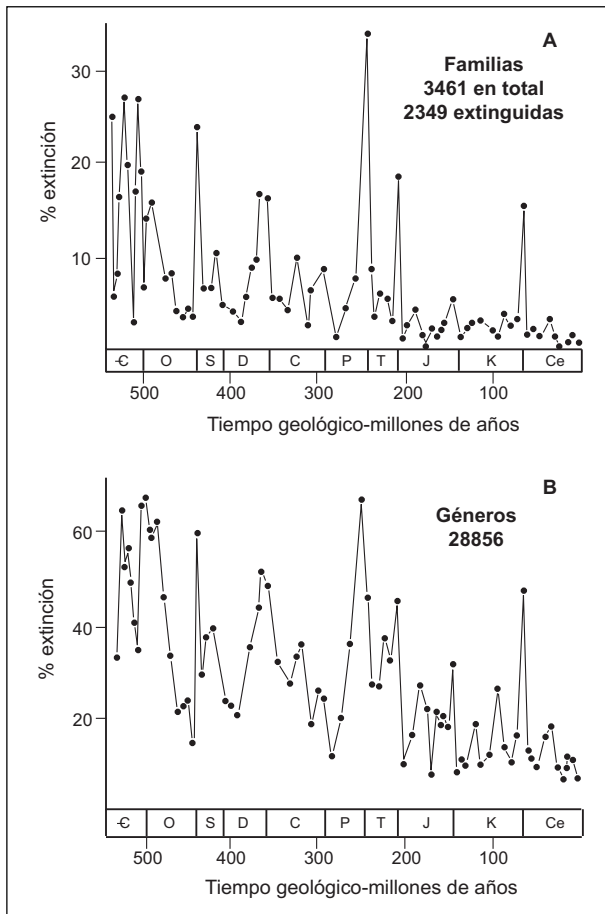 A
Familias
3461 en total
2349 extinguidas
% extinción
30
20
10
Є O S D C P T J K Ce
500 400 300 200 100
Tiempo geológico-millones de años
B
Géneros
28856
% extinción
60
40
20
Є O S D C P T J K Ce
500 400 300 200 100
Tiempo geológico-millones de años